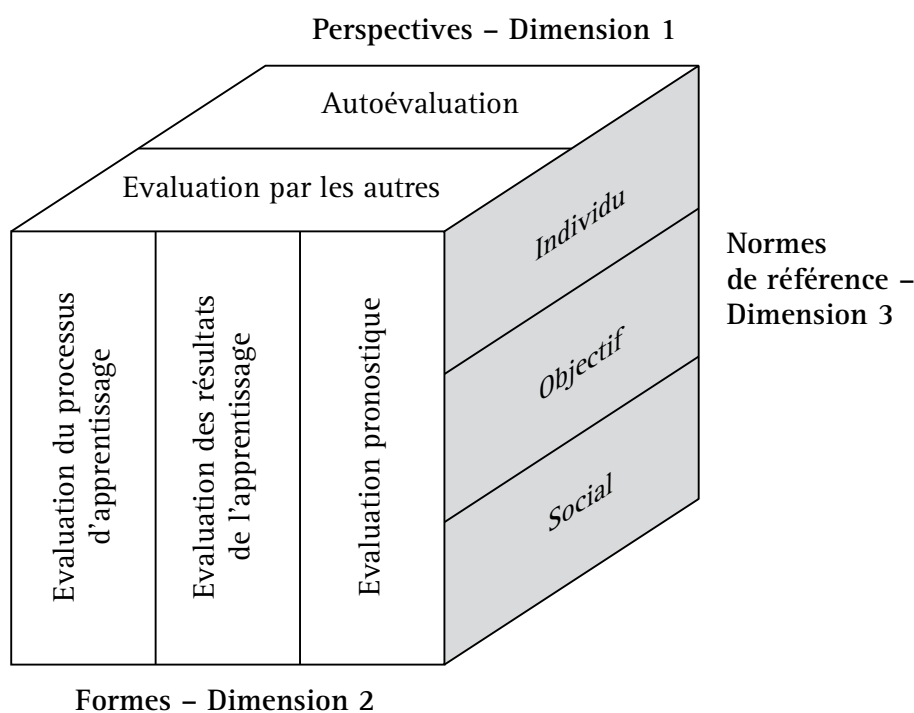 Perspectives – Dimension 1
Autoévaluation
Evaluation par les autres
Individu
Objectif
Social
Normes
de référence –
Dimension 3
Evaluation du processus
d'apprentissage
Evaluation des résultats
de l'apprentissage
Evaluation pronostique
Formes – Dimension 2